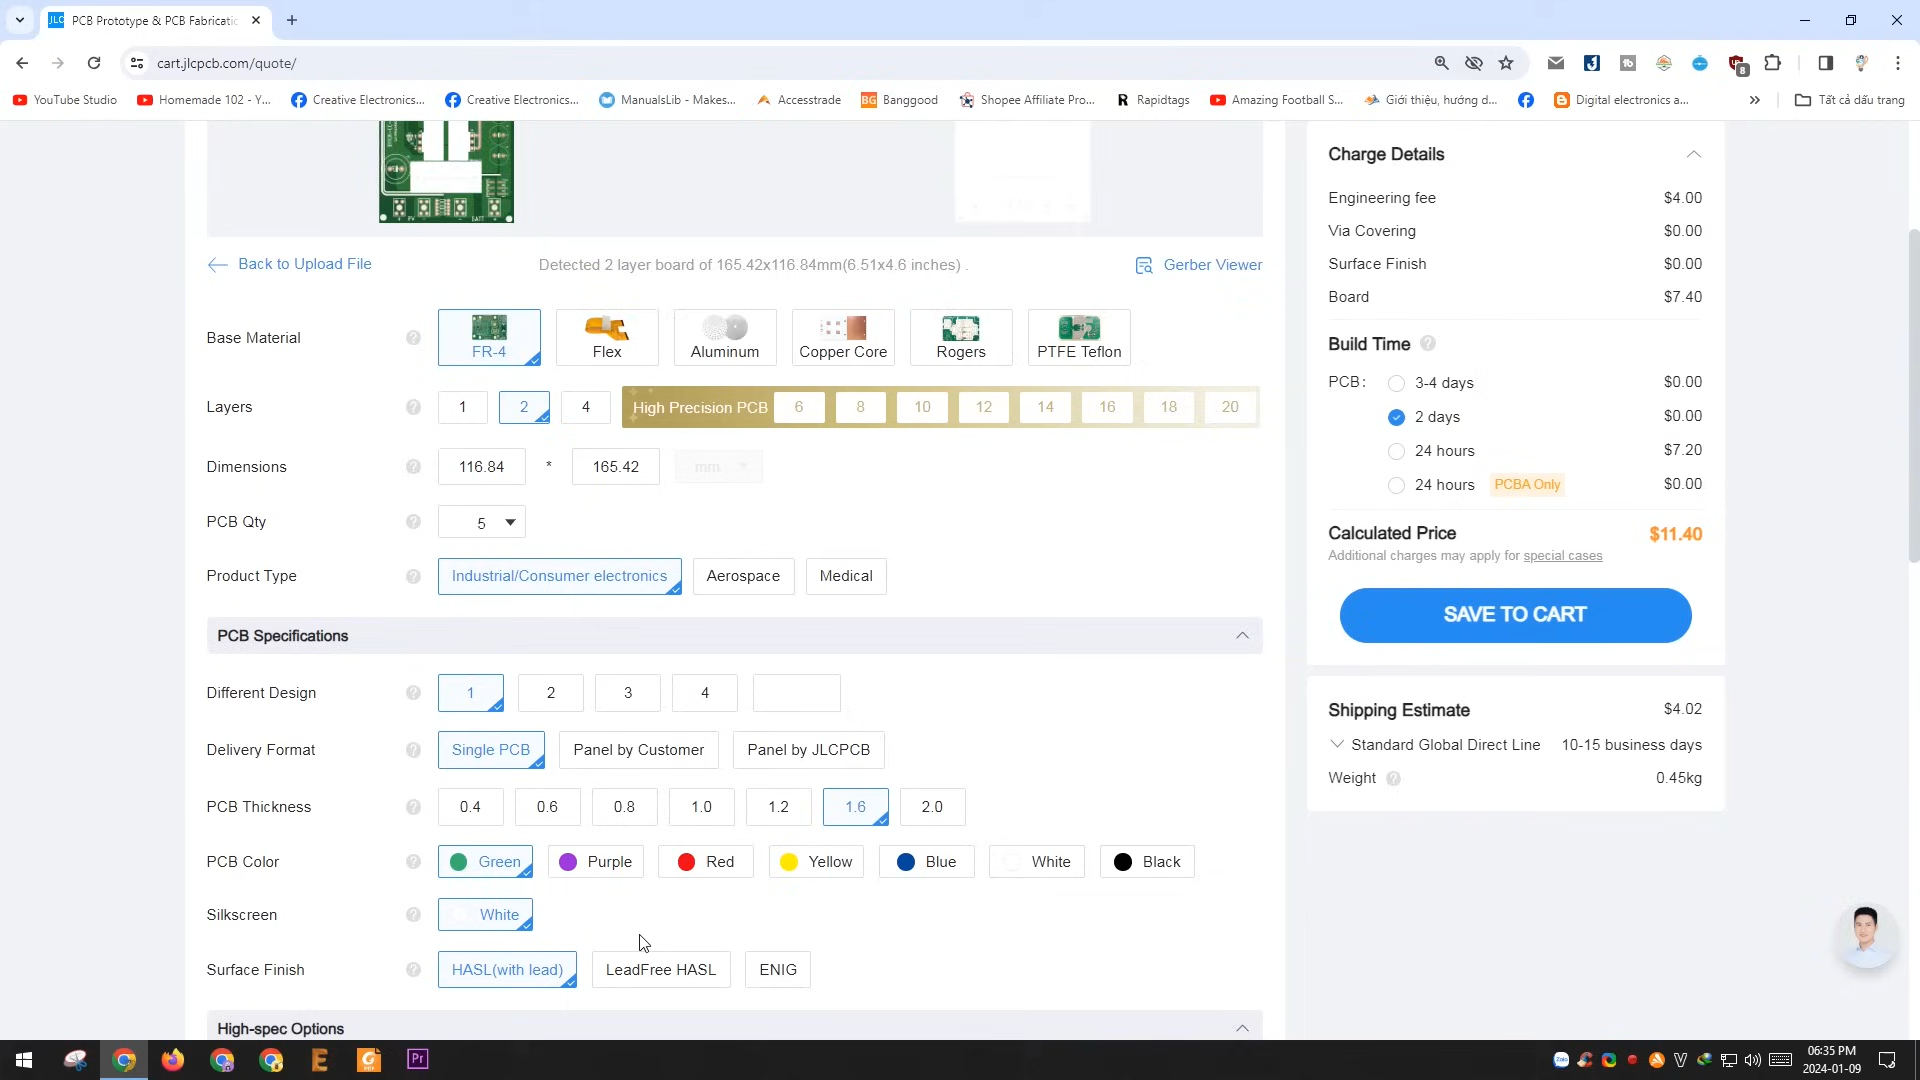 JLC PCB Prototype & PCB Fabricatic
cart.jlcpcb.com/quote/
8
YouTube Studio
Homemade 102 - Y...
Creative Electronics...
Creative Electronics...
ManualsLib - Makes...
Accesstrade
BG Banggood
Shopee Affiliate Pro...
Rapidtags
Amazing Football S...
Giới thiệu, hướng d...
Digital electronics a...
Tất cả dấu trang
PV
BATT
Back to Upload File
Detected 2 layer board of 165.42x116.84mm(6.51x4.6 inches) .
Gerber Viewer
Base Material
FR-4
Flex
Aluminum
Copper Core
Rogers
PTFE Teflon
Layers
1
2
4
High Precision PCB
6
8
10
12
14
16
18
20
Dimensions
116.84
*
165.42
mm
PCB Qty
5
Product Type
Industrial/Consumer electronics
Aerospace
Medical
PCB Specifications
Different Design
1
2
3
4
Delivery Format
Single PCB
Panel by Customer
Panel by JLCPCB
PCB Thickness
0.4
0.6
0.8
1.0
1.2
1.6
2.0
PCB Color
Green
Purple
Red
Yellow
Blue
White
Black
Silkscreen
White
Surface Finish
HASL(with lead)
LeadFree HASL
ENIG
High-spec Options
Charge Details
Engineering fee $4.00
Via Covering $0.00
Surface Finish $0.00
Board $7.40
Build Time
PCB: 3-4 days $0.00
2 days $0.00
24 hours $7.20
24 hours PCBA Only $0.00
Calculated Price $11.40
Additional charges may apply for special cases
SAVE TO CART
Shipping Estimate $4.02
Standard Global Direct Line 10-15 business days
Weight 0.45kg
Pr
06:35 PM
2024-01-09